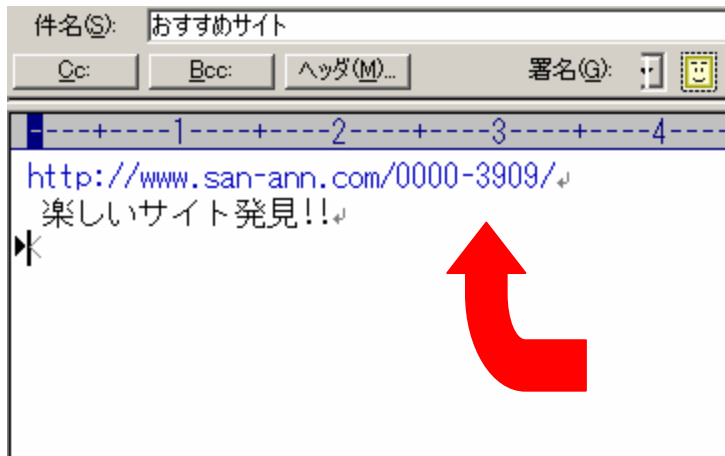 件名(S): おすすめサイト
Cc: Bcc: ヘッダ(M)... 署名(G):
----+----1----+----2----+----3----+----4----
http://www.san-ann.com/0000-3909/
楽しいサイト発見!!